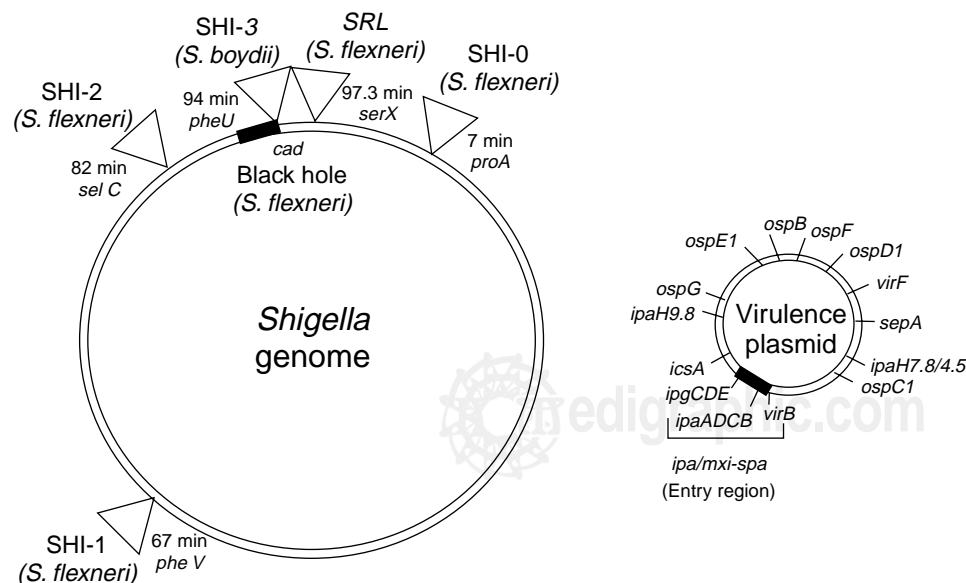 SHI-3
(S. boydii)
SRL
(S. flexneri)
SHI-0
(S. flexneri)
SHI-2
(S. flexneri)
94 min
pheU
97.3 min
serX
7 min
proA
82 min
sel C
cad
Black hole
(S. flexneri)
Shigella
genome
SHI-1
(S. flexneri)
67 min
phe V
ospB
ospF
ospE1
ospD1
virF
ospG
ipaH9.8
Virulence
plasmid
sepA
icsA
ipaH7.8/4.5
ospC1
ipgCDE
ipaADCB
virB
ipa/mxi-spa
(Entry region)
medigraphic.com